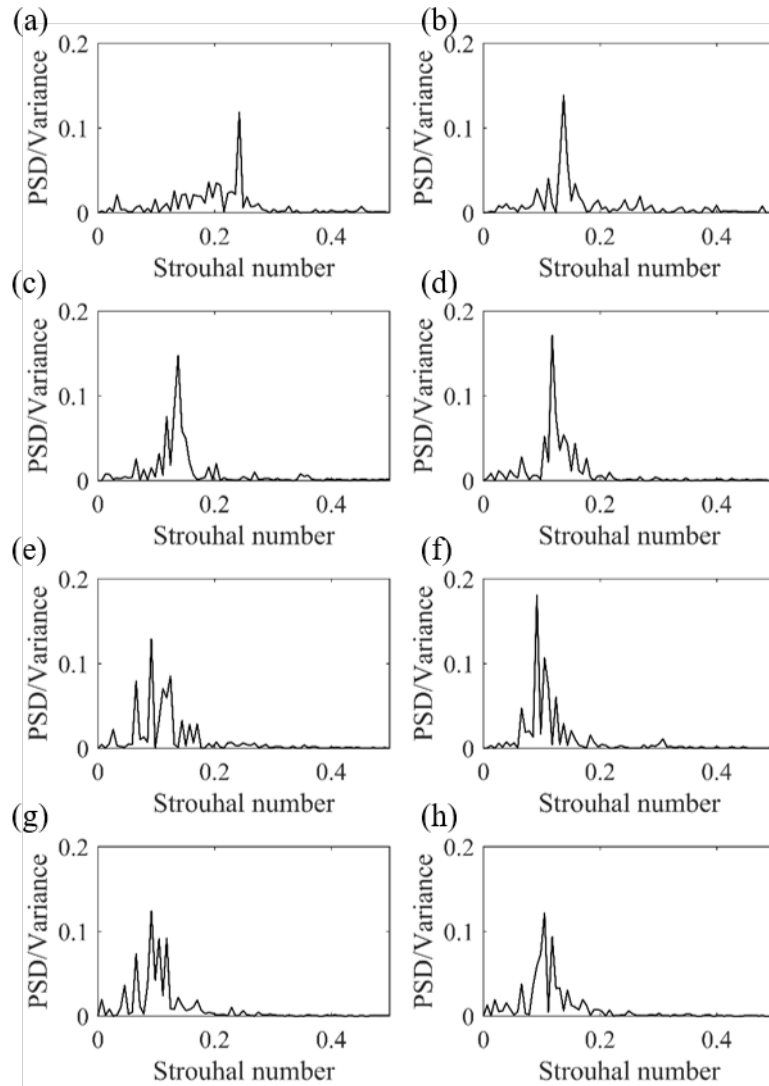 (a) (b)
0.2 0.2
PSD/Variance PSD/Variance
0.1 0.1
0 0
0 0.2 0.4 0 0.2 0.4
Strouhal number Strouhal number
(c) (d)
0.2 0.2
PSD/Variance PSD/Variance
0.1 0.1
0 0
0 0.2 0.4 0 0.2 0.4
Strouhal number Strouhal number
(e) (f)
0.2 0.2
PSD/Variance PSD/Variance
0.1 0.1
0 0
0 0.2 0.4 0 0.2 0.4
Strouhal number Strouhal number
(g) (h)
0.2 0.2
PSD/Variance PSD/Variance
0.1 0.1
0 0
0 0.2 0.4 0 0.2 0.4
Strouhal number Strouhal number